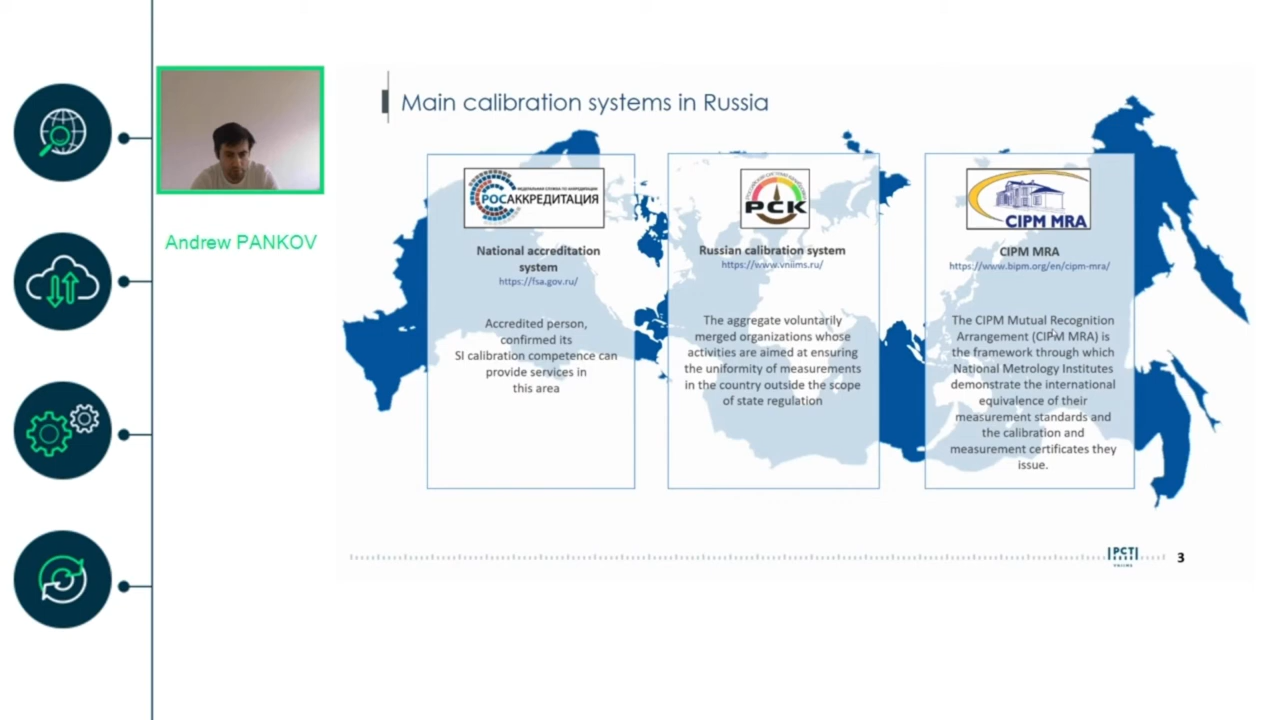 Main calibration systems in Russia
Andrew PANKOV
ФЕДЕРАЛЬНАЯ СЛУЖБА ПО АККРЕДИТАЦИИ
РОСАККРЕДИТАЦИЯ
National accreditation
system
https://fsa.gov.ru/
Accredited person,
confirmed its
SI calibration competence can
provide services in
this area
РСК
Russian calibration system
https://www.vniims.ru/
The aggregate voluntarily
merged organizations whose
activities are aimed at ensuring
the uniformity of measurements
in the country outside the scope
of state regulation
CIPM MRA
CIPM MRA
https://www.bipm.org/en/cipm-mra/
The CIPM Mutual Recognition
Arrangement (CIPM MRA) is
the framework through which
National Metrology Institutes
demonstrate the international
equivalence of their
measurement standards and
the calibration and
measurement certificates they
issue.
РСТ
VNIIMS
3